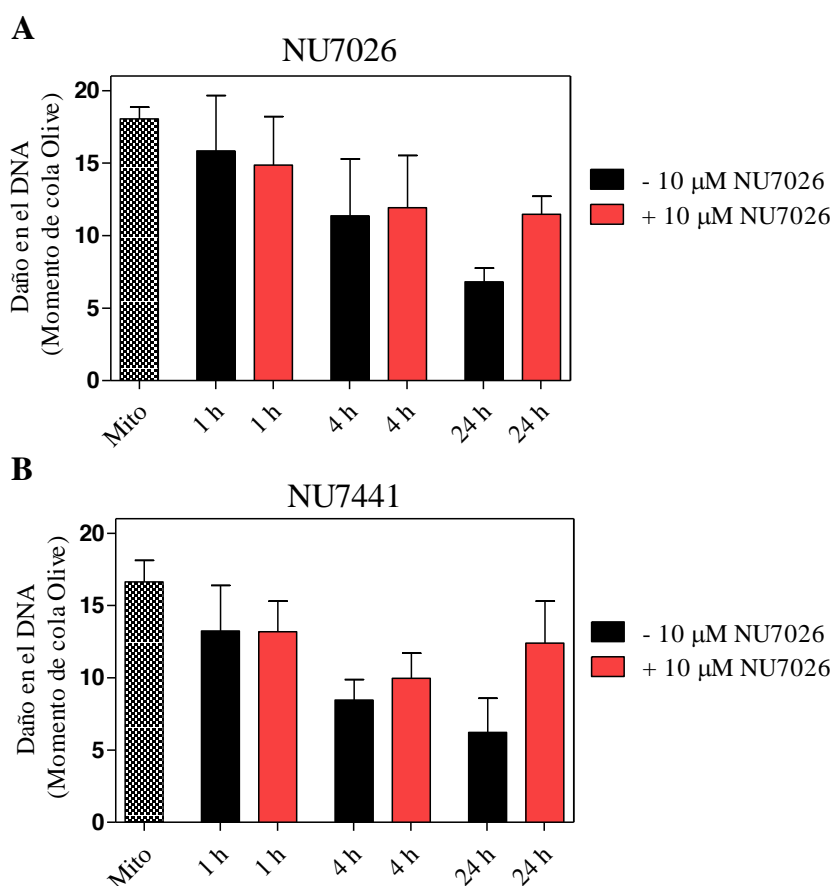 A
NU7026
Daño en el DNA
(Momento de cola Olive)
20
15
10
5
0
Mito
1 h
1 h
4 h
4 h
24 h
24 h
- 10 μM NU7026
+ 10 μM NU7026
B
NU7441
Daño en el DNA
(Momento de cola Olive)
20
15
10
5
0
Mito
1 h
1 h
4 h
4 h
24 h
24 h
- 10 μM NU7026
+ 10 μM NU7026